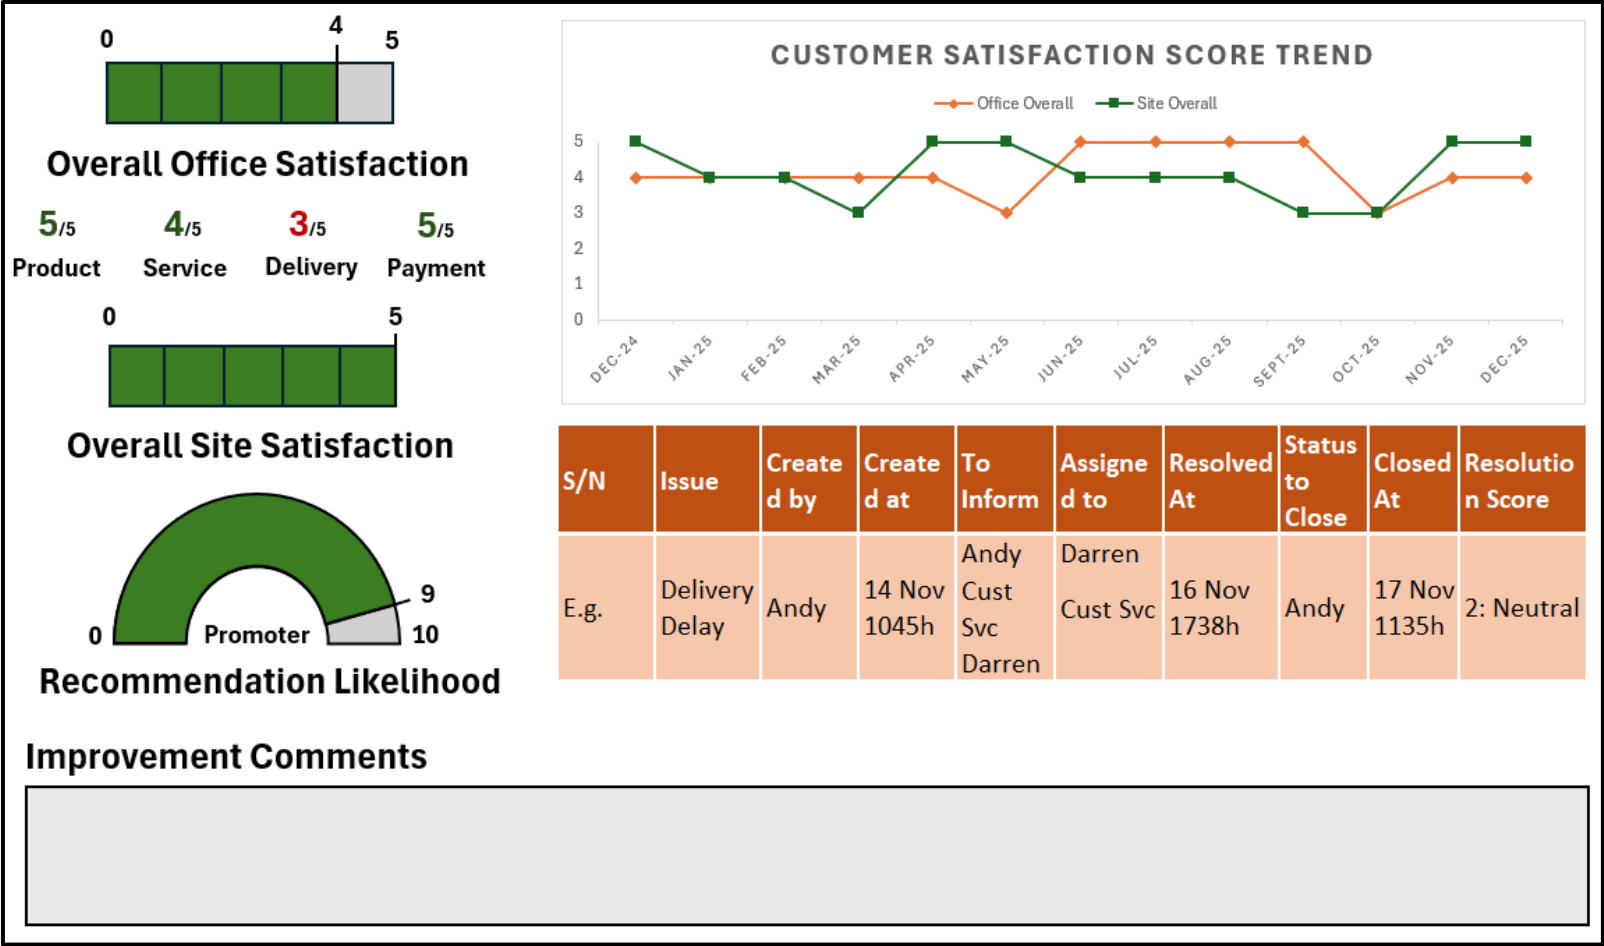 0
4
5
Overall Office Satisfaction
5/5
4/5
3/5
5/5
Product
Service
Delivery
Payment
0
5
Overall Site Satisfaction
9
0
Promoter
10
Recommendation Likelihood
CUSTOMER SATISFACTION SCORE TREND
Office Overall
Site Overall
5
4
3
2
1
0
DEC-24
JAN-25
FEB-25
MAR-25
APR-25
MAY-25
JUN-25
JUL-25
AUG-25
SEPT-25
OCT-25
NOV-25
DEC-25
S/N
Issue
Create
d by
Create
d at
To
Inform
Assigne
d to
Resolved
At
Status
to
Close
Closed
At
Resolutio
n Score
E.g.
Delivery
Delay
Andy
14 Nov
1045h
Andy
Cust
Svc
Darren
Darren
Cust Svc
16 Nov
1738h
Andy
17 Nov
1135h
2: Neutral
Improvement Comments